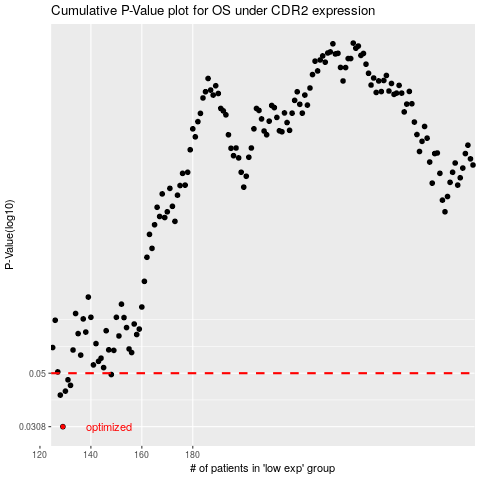 Cumulative P-Value plot for OS under CDR2 expression
P-Value(log10)
0.05
0.0308
optimized
120 140 160 180
# of patients in 'low exp' group